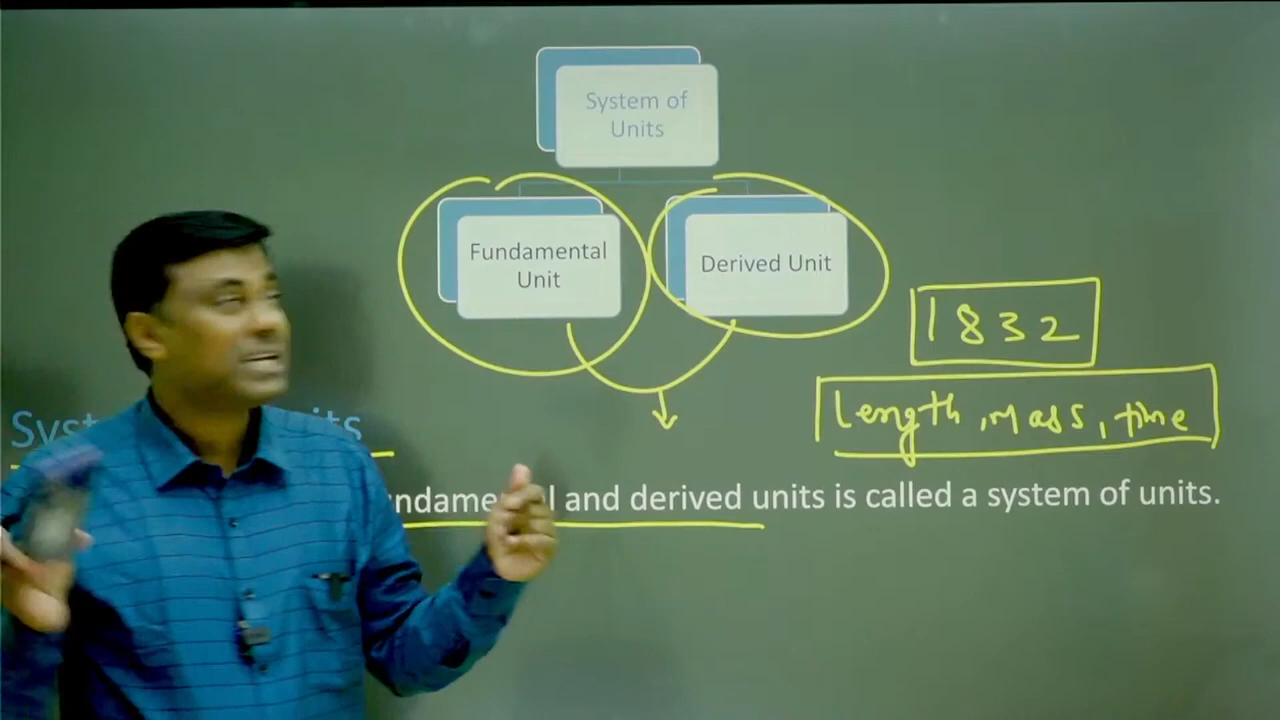 System of
Units
Fundamental
Unit
Derived Unit
1832
length, mass, time
and derived units is called a system of units.